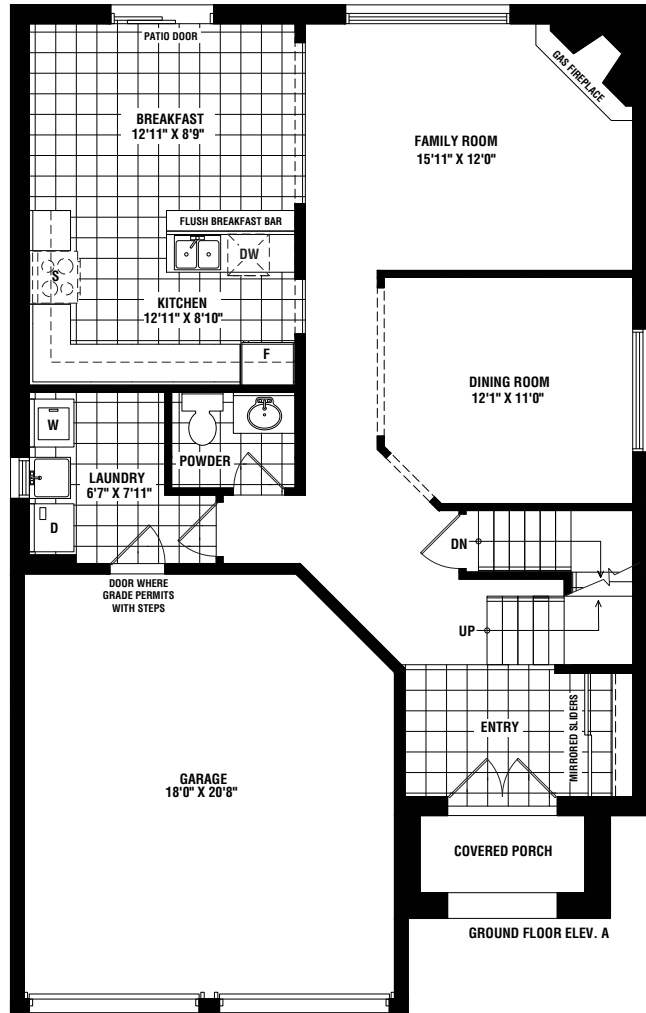 PATIO DOOR
GAS FIREPLACE
BREAKFAST
12'11" X 8'9"
FAMILY ROOM
15'11" X 12'0"
FLUSH BREAKFAST BAR
DW
S
KITCHEN
12'11" X 8'10"
F
DINING ROOM
12'1" X 11'0"
W
POWDER
LAUNDRY
6'7" X 7'11"
D
DN
DOOR WHERE
GRADE PERMITS
WITH STEPS
UP
ENTRY
MIRRORED SLIDERS
GARAGE
18'0" X 20'8"
COVERED PORCH
GROUND FLOOR ELEV. A